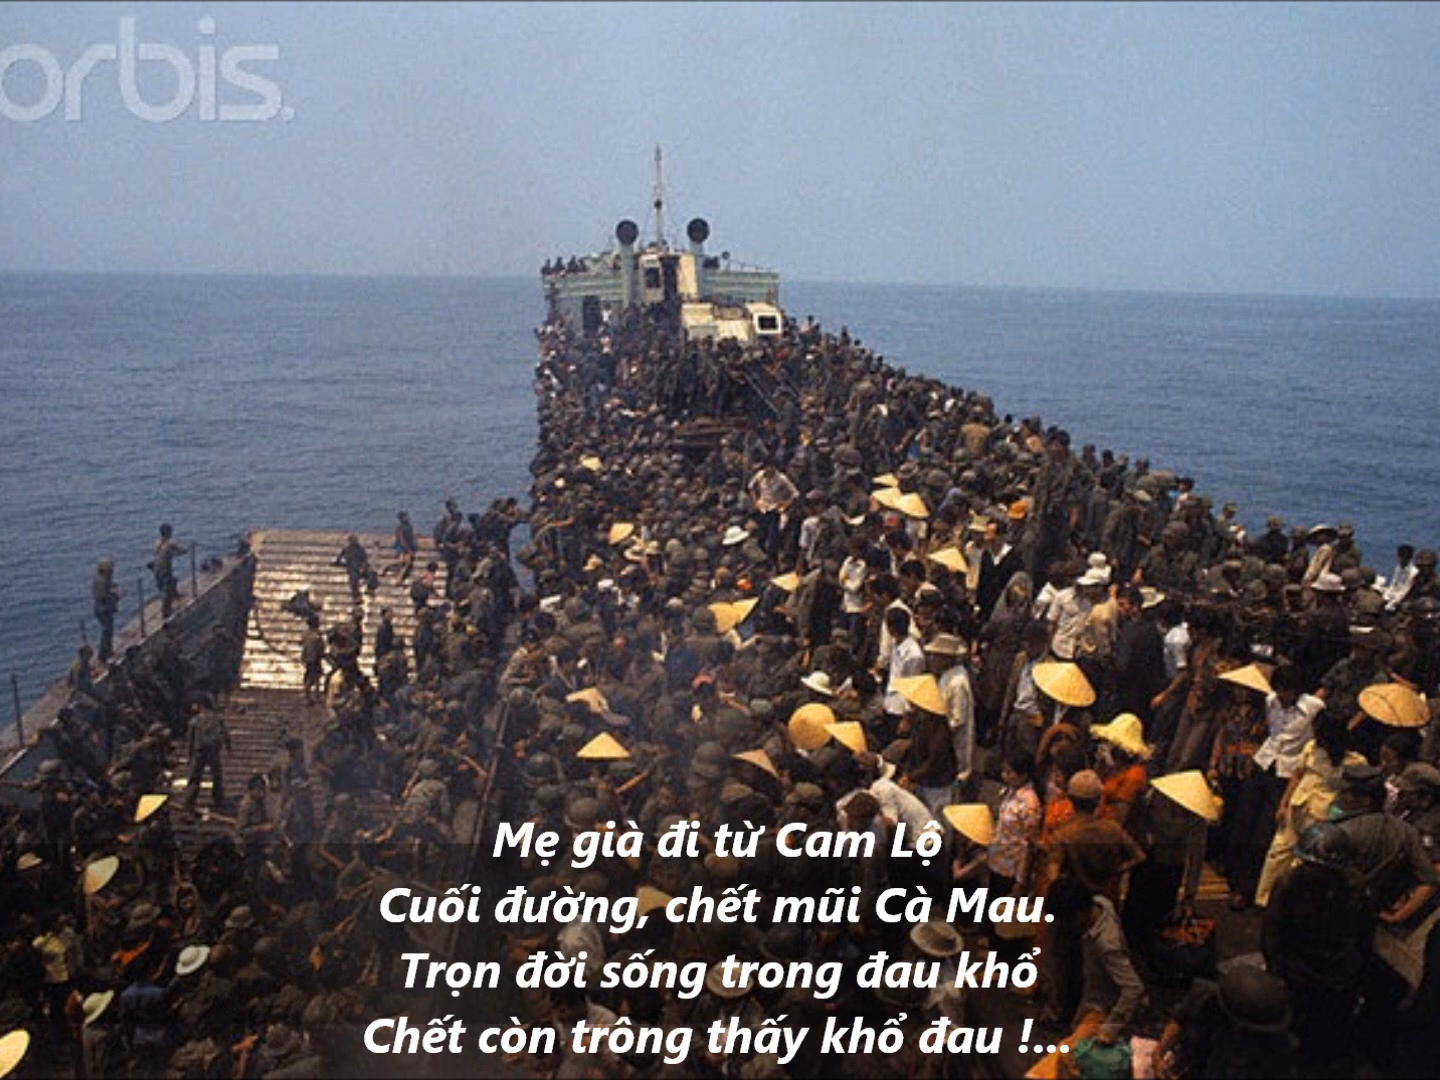 orbis.
Mẹ già đi từ Cam Lộ
Cuối đường, chết mũi Cà Mau.
Trọn đời sống trong đau khổ
Chết còn trông thấy khổ đau !...